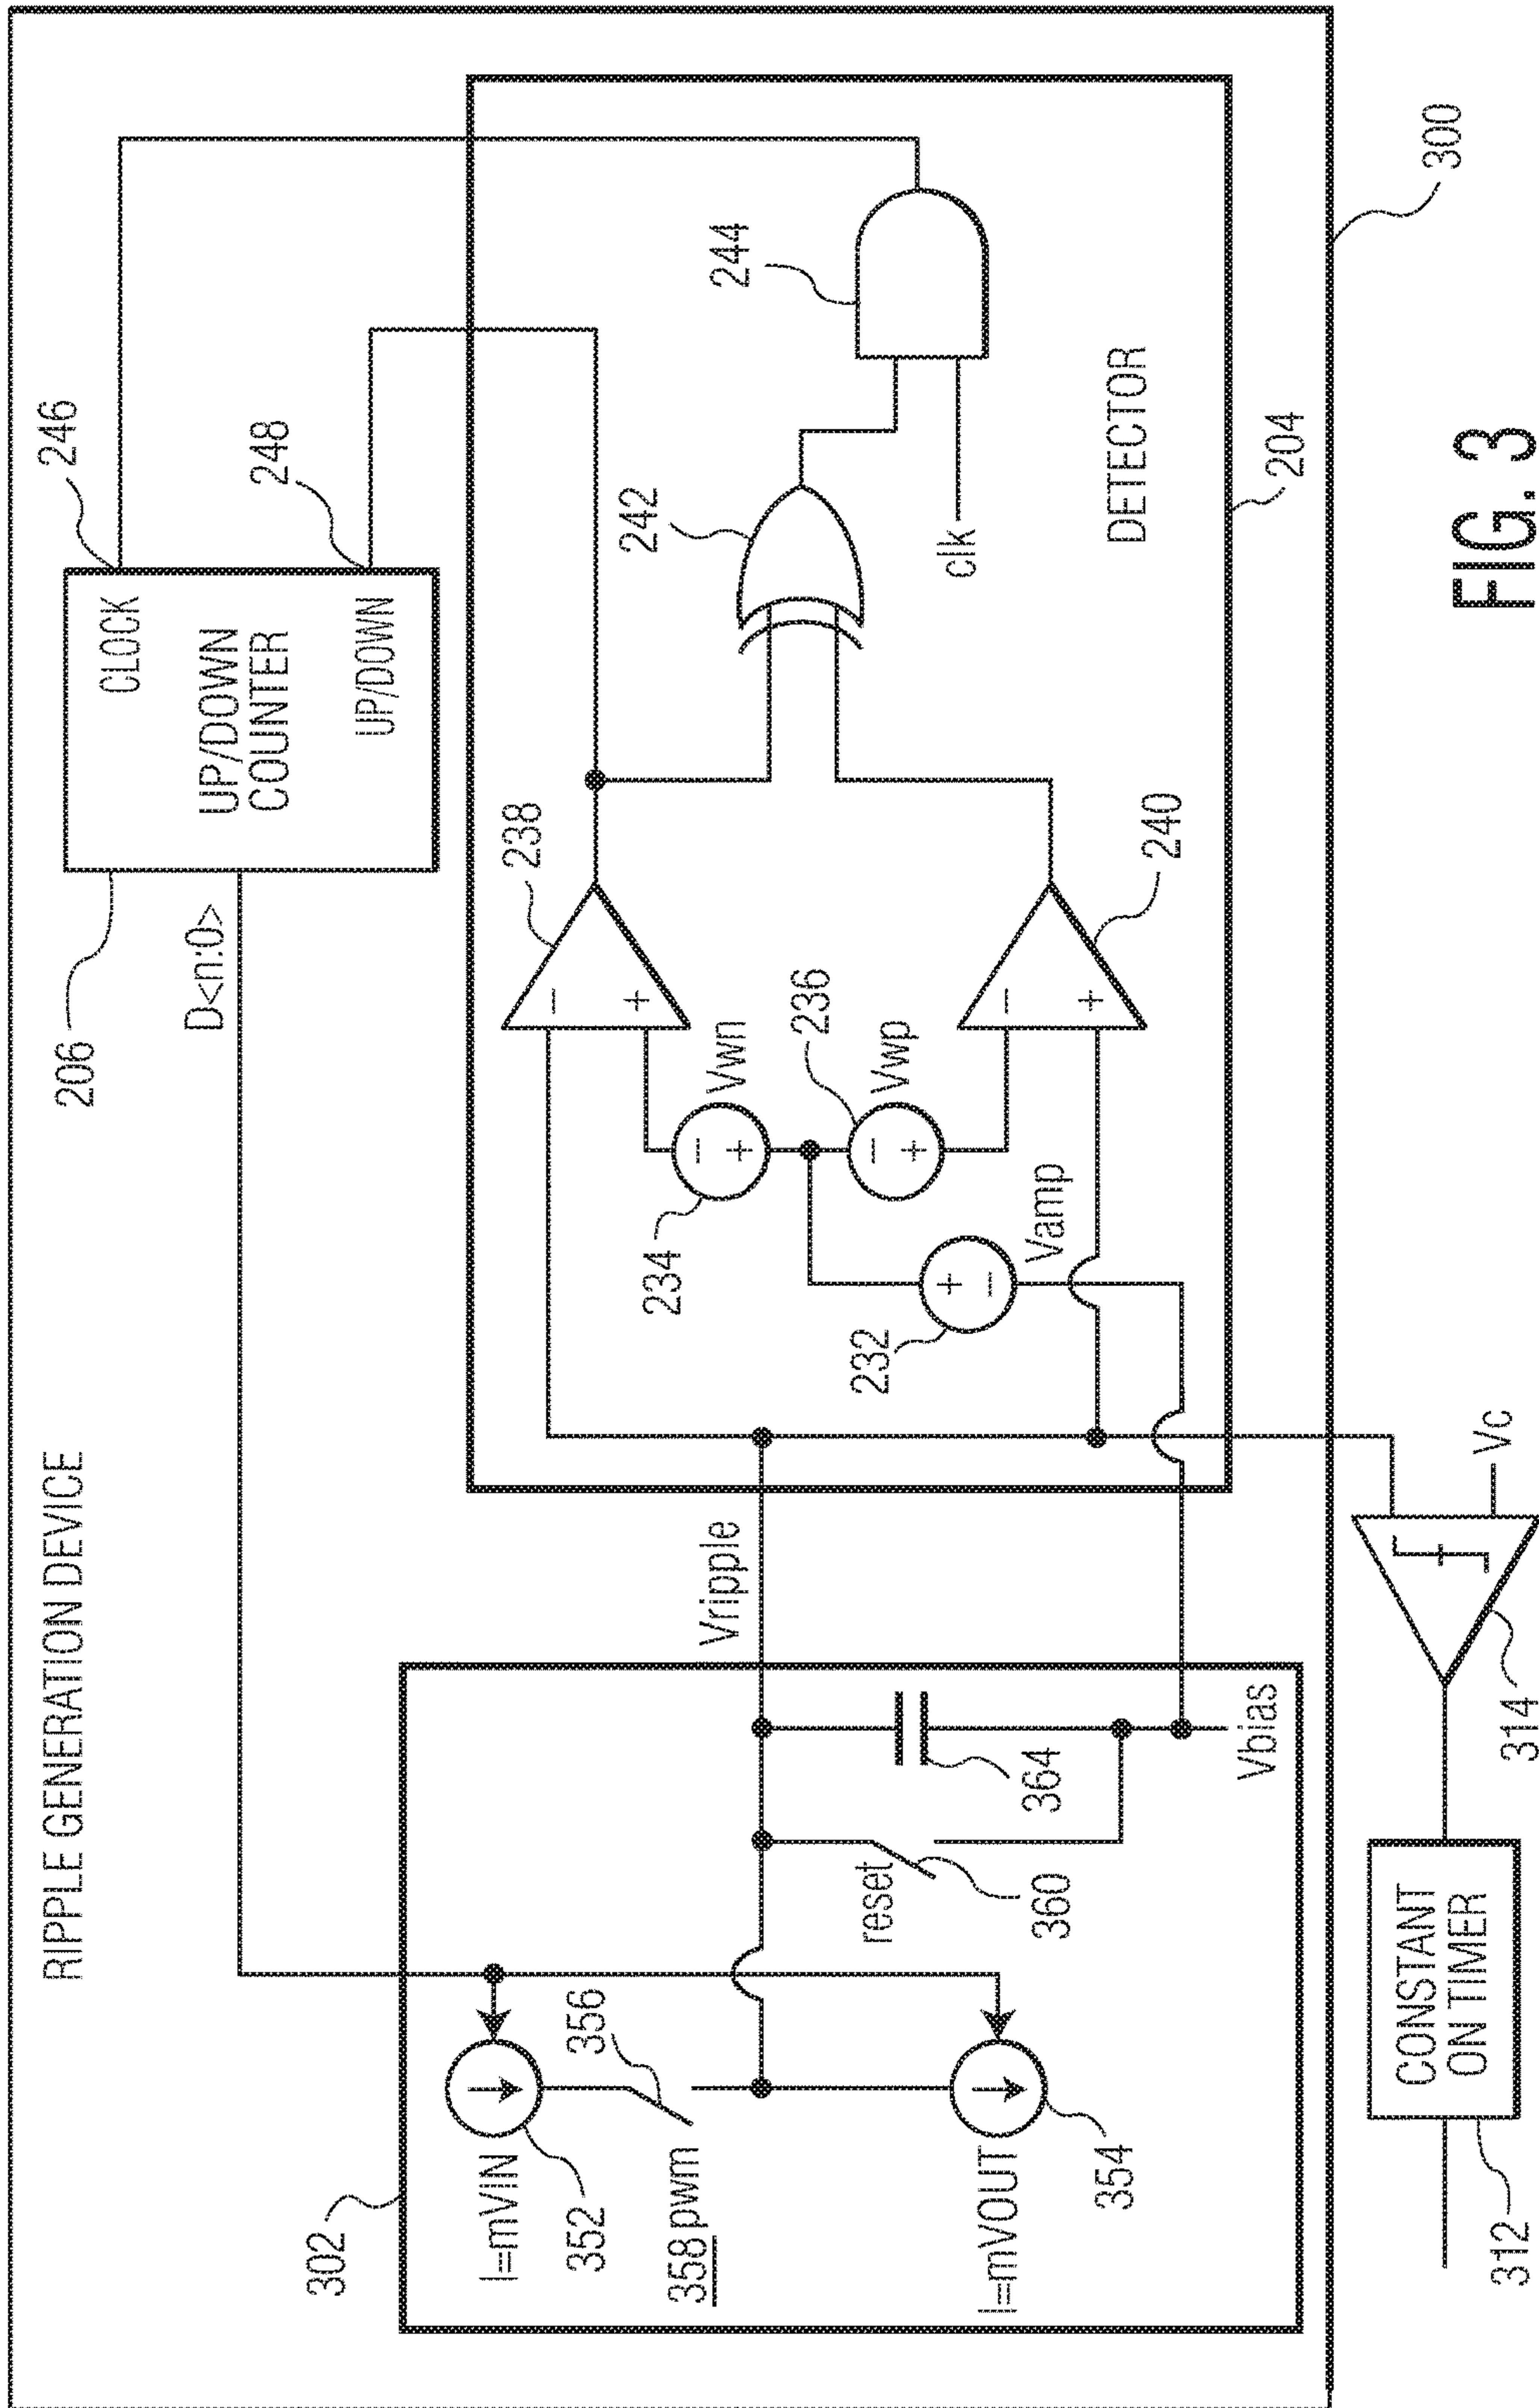 RIPPLE GENERATION DEVICE
302
I=mVIN
352
356
358 pwm
I=mVOUT
354
reset
360
364
Vbias
Vripple
D<n:0>
206
CLOCK
UP/DOWN
COUNTER
UP/DOWN
246
248
238
−
+
234
−
+
Vwn
236
−
+
Vwp
232
+
−
Vamp
−
+
240
242
244
clk
DETECTOR
204
300
312
CONSTANT
ON TIMER
314
Vc
FIG. 3